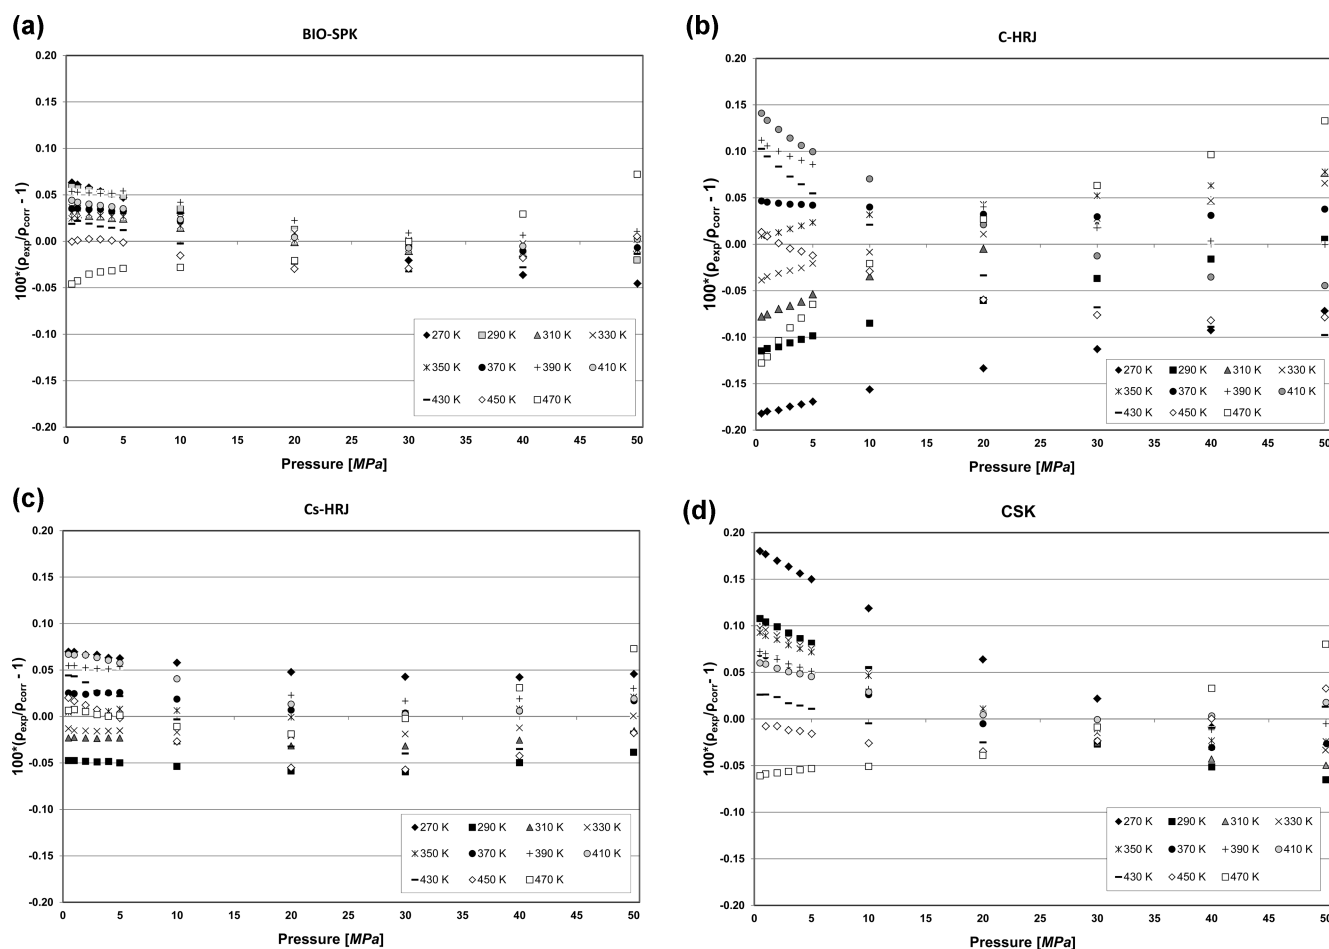 (a)
BIO-SPK
0.20
0.15
0.10
0.05
0.00
-0.05
-0.10
-0.15
-0.20
100*(ρexp/ρcorr - 1)
270 K 290 K 310 K 330 K
350 K 370 K 390 K 410 K
430 K 450 K 470 K
0 5 10 15 20 25 30 35 40 45 50
Pressure [MPa]
(b)
C-HRJ
0.20
0.15
0.10
0.05
0.00
-0.05
-0.10
-0.15
-0.20
100*(ρexp/ρcorr - 1)
270 K 290 K 310 K 330 K
350 K 370 K 390 K 410 K
430 K 450 K 470 K
0 5 10 15 20 25 30 35 40 45 50
Pressure [MPa]
(c)
Cs-HRJ
0.20
0.15
0.10
0.05
0.00
-0.05
-0.10
-0.15
-0.20
100*(ρexp/ρcorr - 1)
270 K 290 K 310 K 330 K
350 K 370 K 390 K 410 K
430 K 450 K 470 K
0 5 10 15 20 25 30 35 40 45 50
Pressure [MPa]
(d)
CSK
0.20
0.15
0.10
0.05
0.00
-0.05
-0.10
-0.15
-0.20
100*(ρexp/ρcorr - 1)
270 K 290 K 310 K 330 K
350 K 370 K 390 K 410 K
430 K 450 K 470 K
0 5 10 15 20 25 30 35 40 45 50
Pressure [MPa]